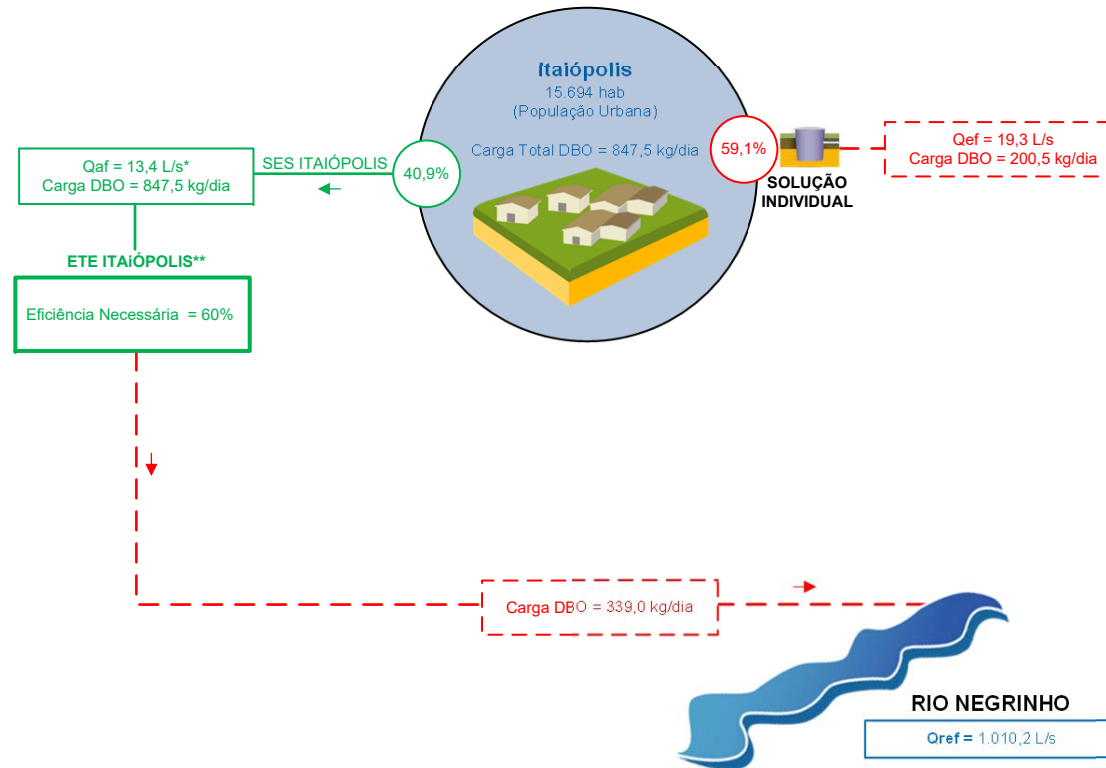 Itaiópolis
15.694 hab
(População Urbana)
Carga Total DBO = 847,5 kg/dia
40,9%
59,1%
SES ITAIÓPOLIS
Qaf = 13,4 L/s*
Carga DBO = 847,5 kg/dia
ETE ITAiÓPOLIS**
Eficiência Necessária = 60%
SOLUÇÃO
INDIVIDUAL
Qef = 19,3 L/s
Carga DBO = 200,5 kg/dia
Carga DBO = 339,0 kg/dia
RIO NEGRINHO
Qref = 1.010,2 L/s